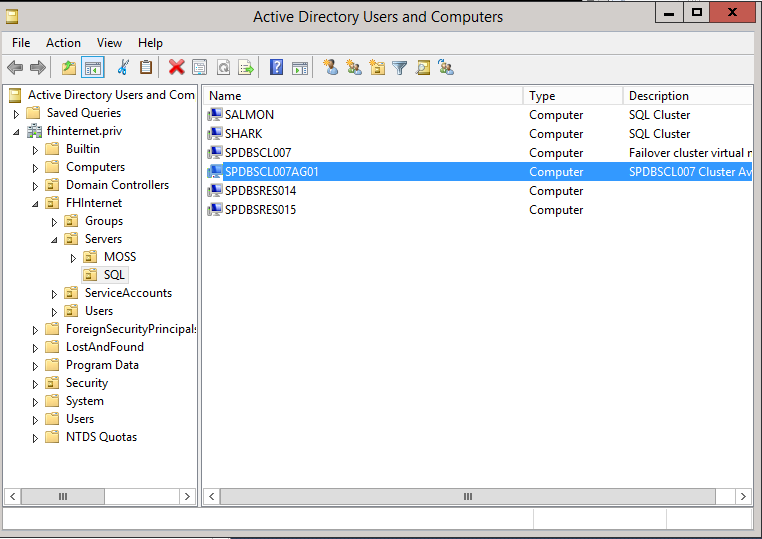 Active Directory Users and Computers
File Action View Help
Active Directory Users and Com
Saved Queries
fhinternet.priv
Builtin
Computers
Domain Controllers
FHInternet
Groups
Servers
MOSS
SQL
ServiceAccounts
Users
ForeignSecurityPrincipals
LostAndFound
Program Data
Security
System
Users
NTDS Quotas
Name Type Description
SALMON Computer SQL Cluster
SHARK Computer SQL Cluster
SPDBSCL007 Computer Failover cluster virtual n
SPDBSCL007AG01 Computer SPDBSCL007 Cluster Av
SPDBSRES014 Computer
SPDBSRES015 Computer